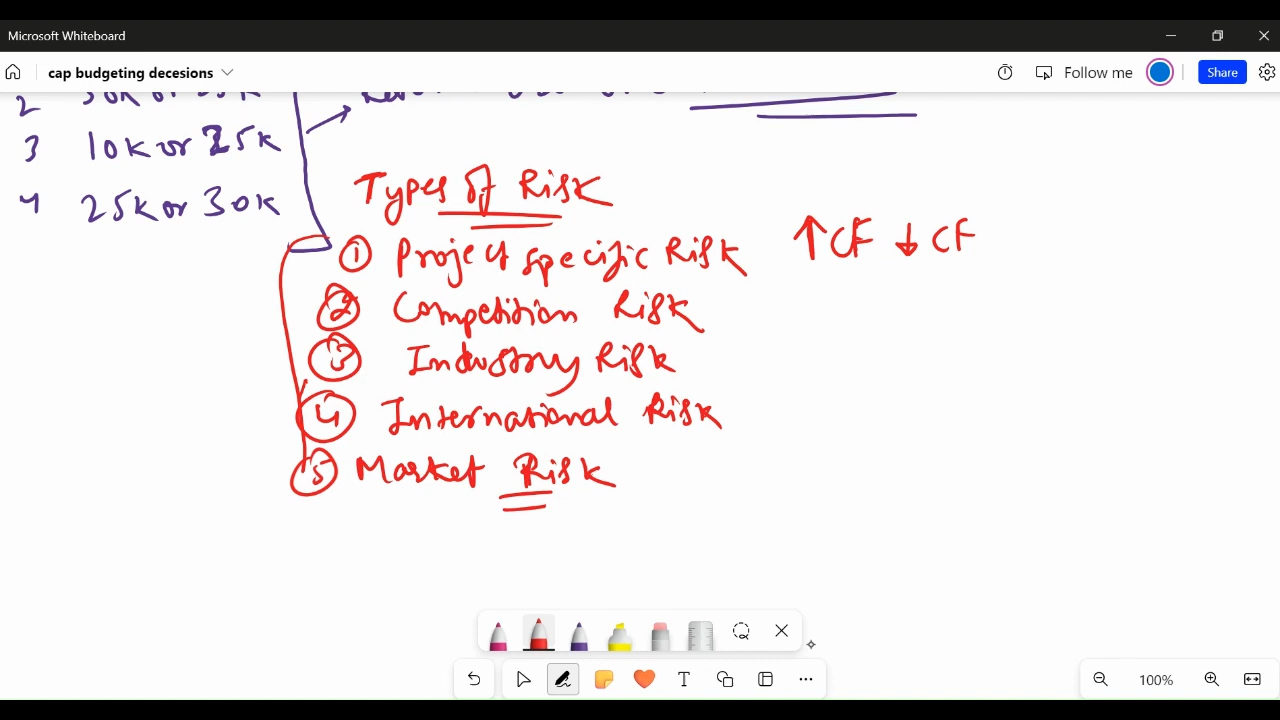 Microsoft Whiteboard
cap budgeting decesions
Follow me
Share
2
3 10k or 25k
4 25k or 30k
Types of Risk
1 Project specific Risk ↑ CF ↓ CF
2 Competition Risk
3 Industry Risk
4 International Risk
5 Market Risk
T
100%